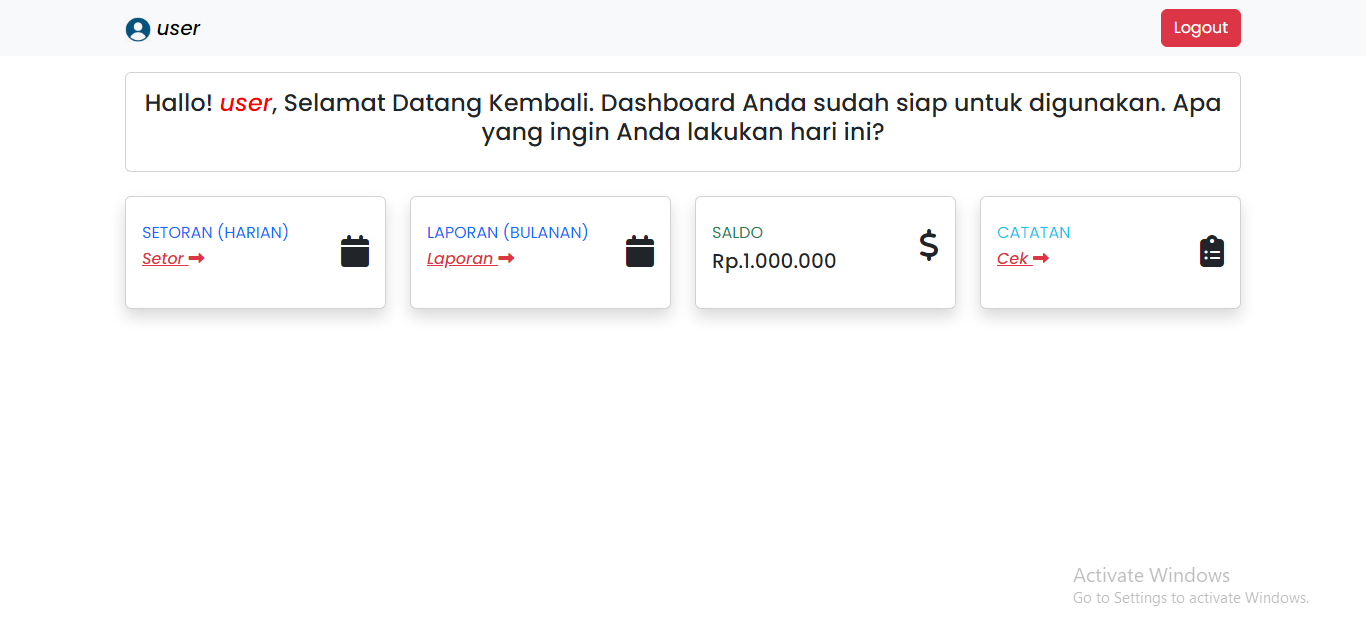 user
Logout
Hallo! user, Selamat Datang Kembali. Dashboard Anda sudah siap untuk digunakan. Apa
yang ingin Anda lakukan hari ini?
SETORAN (HARIAN)
Setor
LAPORAN (BULANAN)
Laporan
SALDO
Rp.1.000.000
CATATAN
Cek
Activate Windows
Go to Settings to activate Windows.